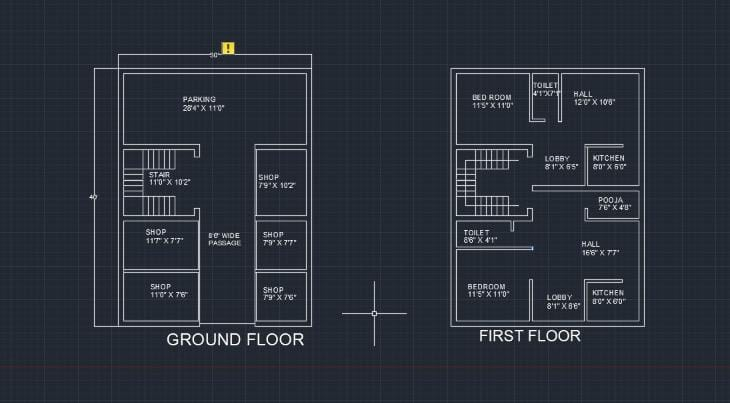 30'
PARKING
28'4" X 11'0"
40'
STAIR
11'0" X 10'2"
SHOP
7'9" X 10'2"
SHOP
11'7" X 7'7"
8'6" WIDE
PASSAGE
SHOP
7'9" X 7'7"
SHOP
11'0" X 7'6"
SHOP
7'9" X 7'6"
GROUND FLOOR
BED ROOM
11'5" X 11'0"
TOILET
4'1"X7'1"
HALL
12'0" X 10'8"
LOBBY
8'1" X 6'5"
KITCHEN
8'0" X 6'0"
POOJA
7'6" X 4'8"
TOILET
8'6" X 4'1"
HALL
16'6" X 7'7"
BEDROOM
11'5" X 11'0"
LOBBY
8'1" X 6'6"
KITCHEN
8'0" X 6'0"
FIRST FLOOR